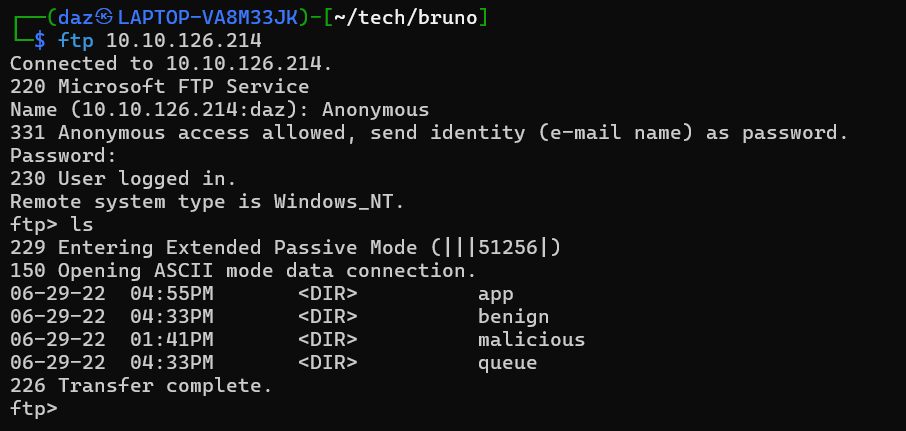 ┌──(daz㉿LAPTOP-VA8M33JK)-[~/tech/bruno]
└─$ ftp 10.10.126.214
Connected to 10.10.126.214.
220 Microsoft FTP Service
Name (10.10.126.214:daz): Anonymous
331 Anonymous access allowed, send identity (e-mail name) as password.
Password:
230 User logged in.
Remote system type is Windows_NT.
ftp> ls
229 Entering Extended Passive Mode (|||51256|)
150 Opening ASCII mode data connection.
06-29-22  04:55PM       <DIR>          app
06-29-22  04:33PM       <DIR>          benign
06-29-22  01:41PM       <DIR>          malicious
06-29-22  04:33PM       <DIR>          queue
226 Transfer complete.
ftp>